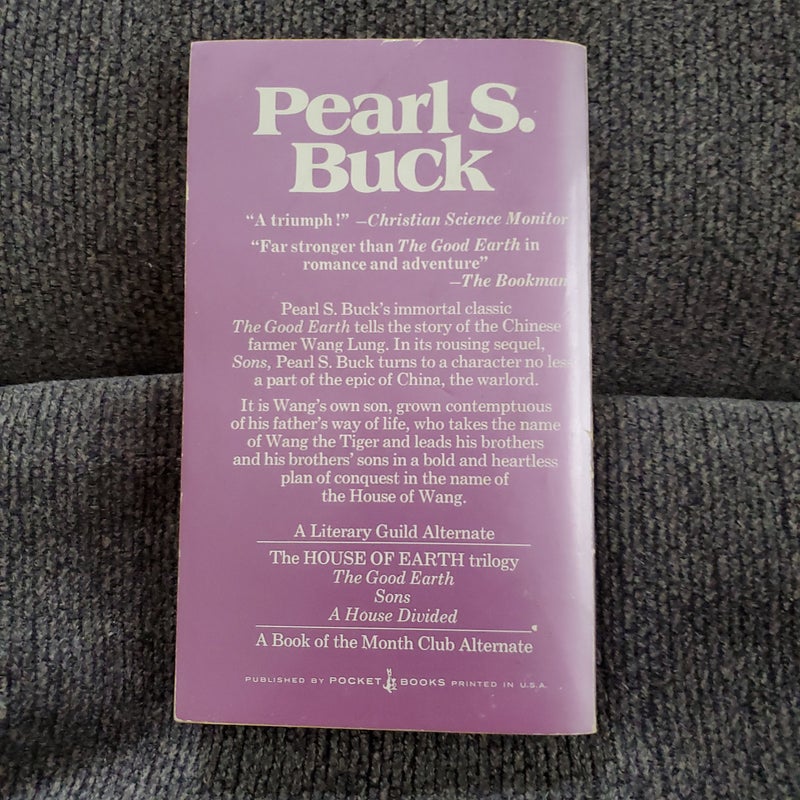 Pearl S.
Buck
“A triumph!” –Christian Science Monitor
“Far stronger than The Good Earth in
romance and adventure”
–The Bookman
Pearl S. Buck’s immortal classic
The Good Earth tells the story of the Chinese
farmer Wang Lung. In its rousing sequel,
Sons, Pearl S. Buck turns to a character no less
a part of the epic of China, the warlord.
It is Wang’s own son, grown contemptuous
of his father’s way of life, who takes the name
of Wang the Tiger and leads his brothers
and his brothers’ sons in a bold and heartless
plan of conquest in the name of
the House of Wang.
A Literary Guild Alternate
The HOUSE OF EARTH trilogy
The Good Earth
Sons
A House Divided
A Book of the Month Club Alternate
PUBLISHED BY POCKET BOOKS PRINTED IN U.S.A.